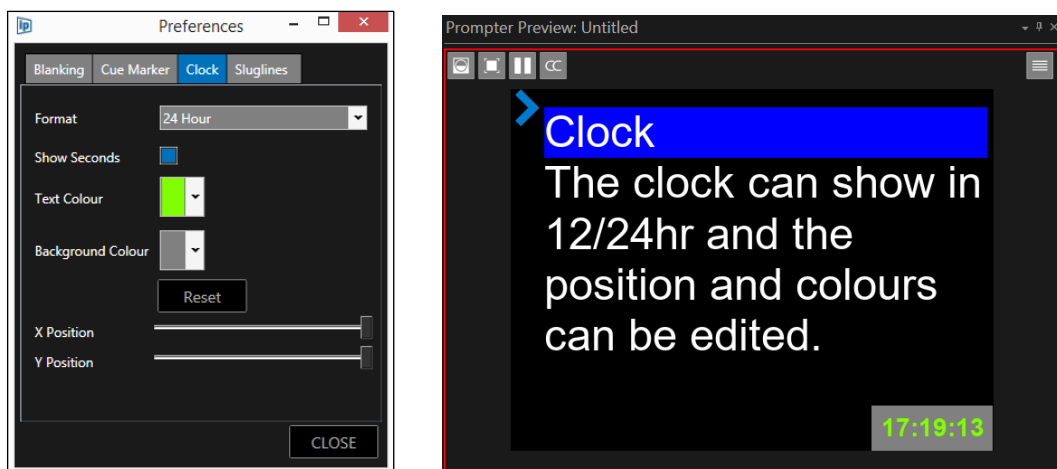 ip
Preferences
Blanking Cue Marker Clock Sluglines
Format 24 Hour
Show Seconds
Text Colour
Background Colour
Reset
X Position
Y Position
CLOSE
Prompter Preview: Untitled
CC
Clock
The clock can show in
12/24hr and the
position and colours
can be edited.
17:19:13